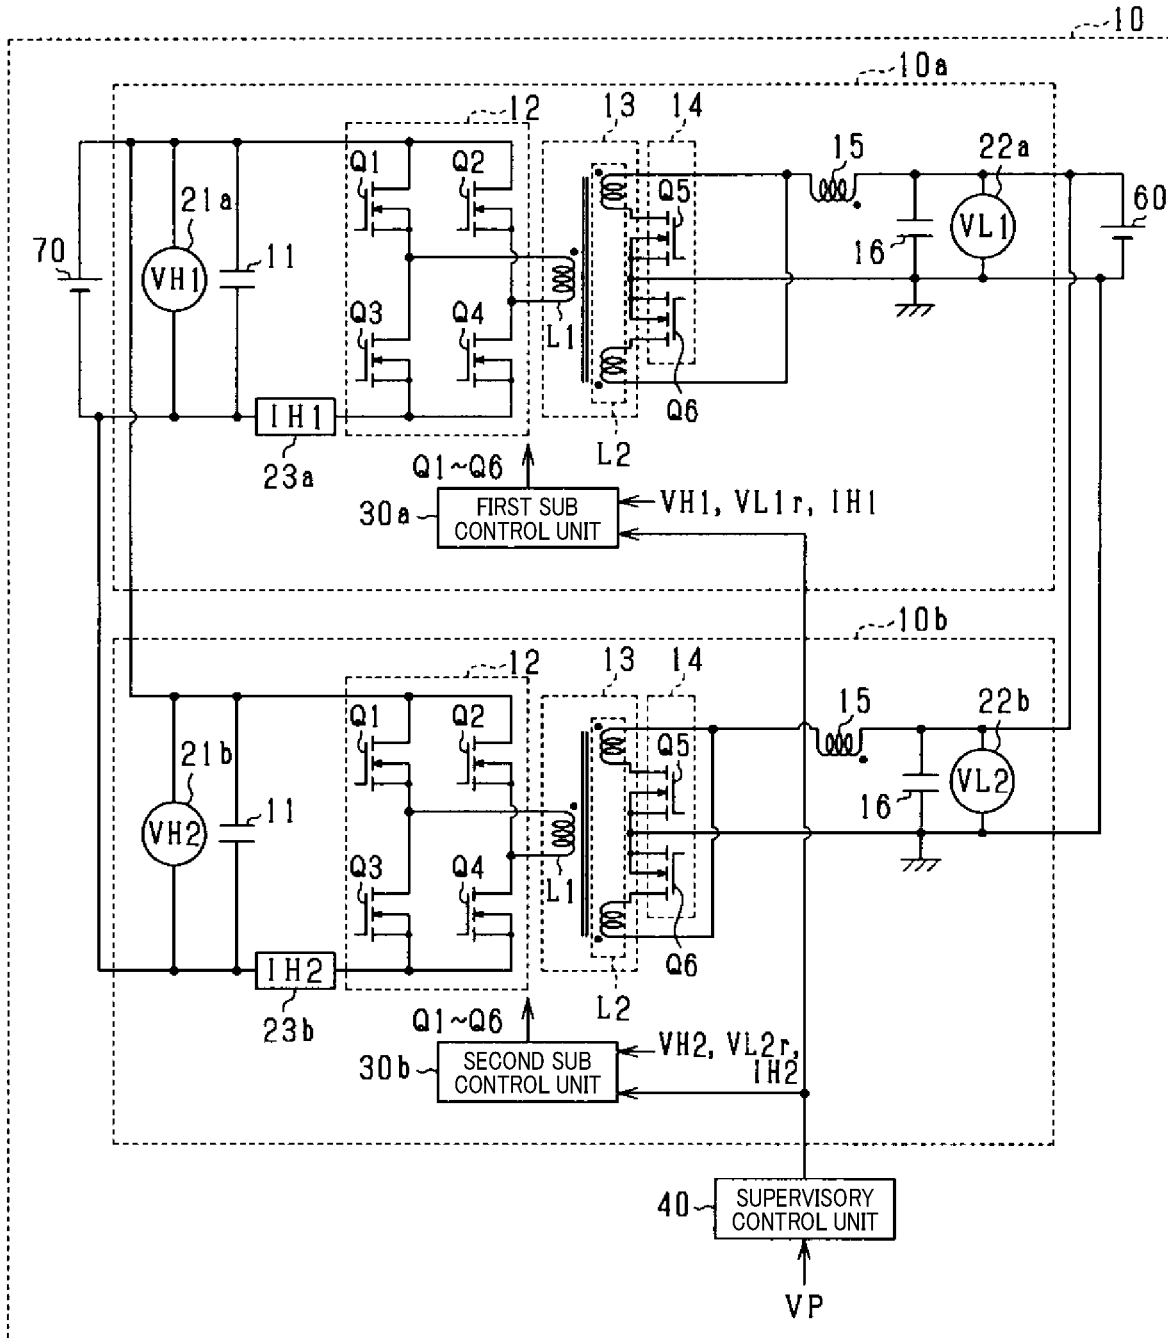 10
10a
12
13
14
Q1
Q2
15
22a
21a
Q5
60
70
VH1
11
16
VL1
Q3
Q4
L1
IH1
Q6
23a
Q1~Q6
L2
30a
FIRST SUB
CONTROL UNIT
VH1, VL1r, IH1
10b
12
13
14
Q1
Q2
15
22b
21b
Q5
VH2
11
16
VL2
Q3
Q4
L1
IH2
Q6
23b
Q1~Q6
L2
30b
SECOND SUB
CONTROL UNIT
VH2, VL2r,
IH2
40
SUPERVISORY
CONTROL UNIT
VP